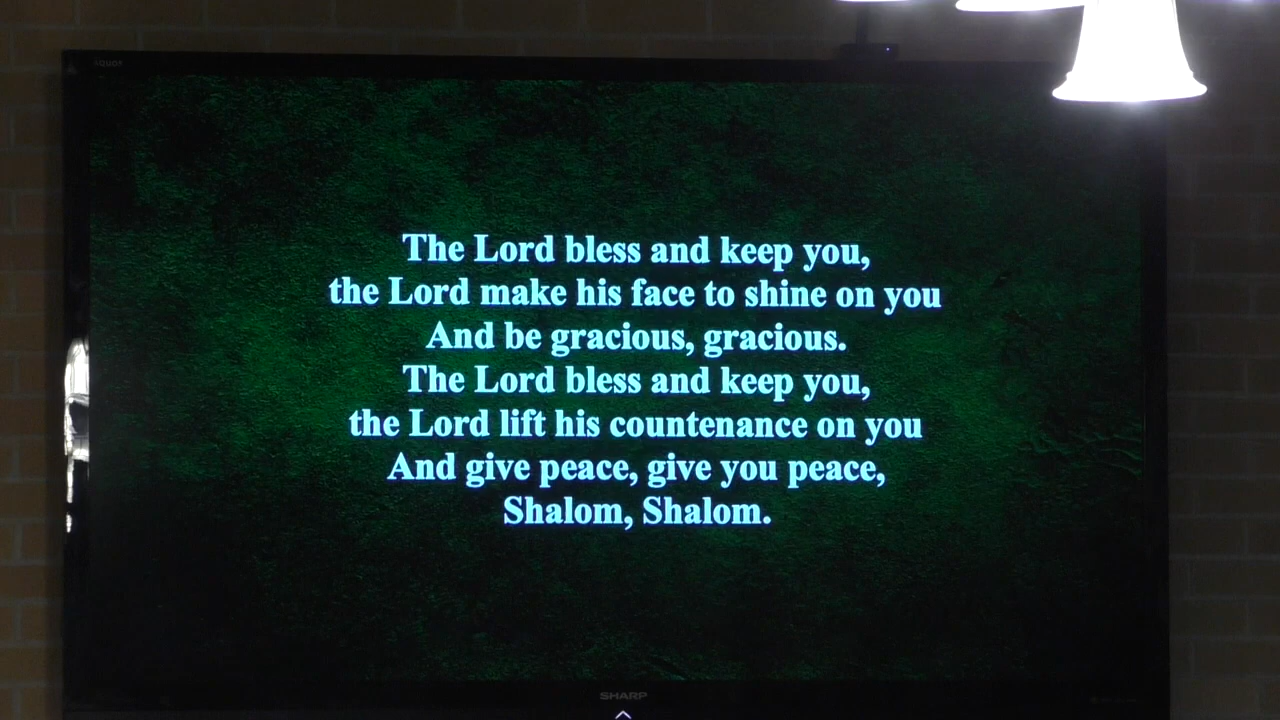 AQUOS
The Lord bless and keep you,
the Lord make his face to shine on you
And be gracious, gracious.
The Lord bless and keep you,
the Lord lift his countenance on you
And give peace, give you peace,
Shalom, Shalom.
SHARP